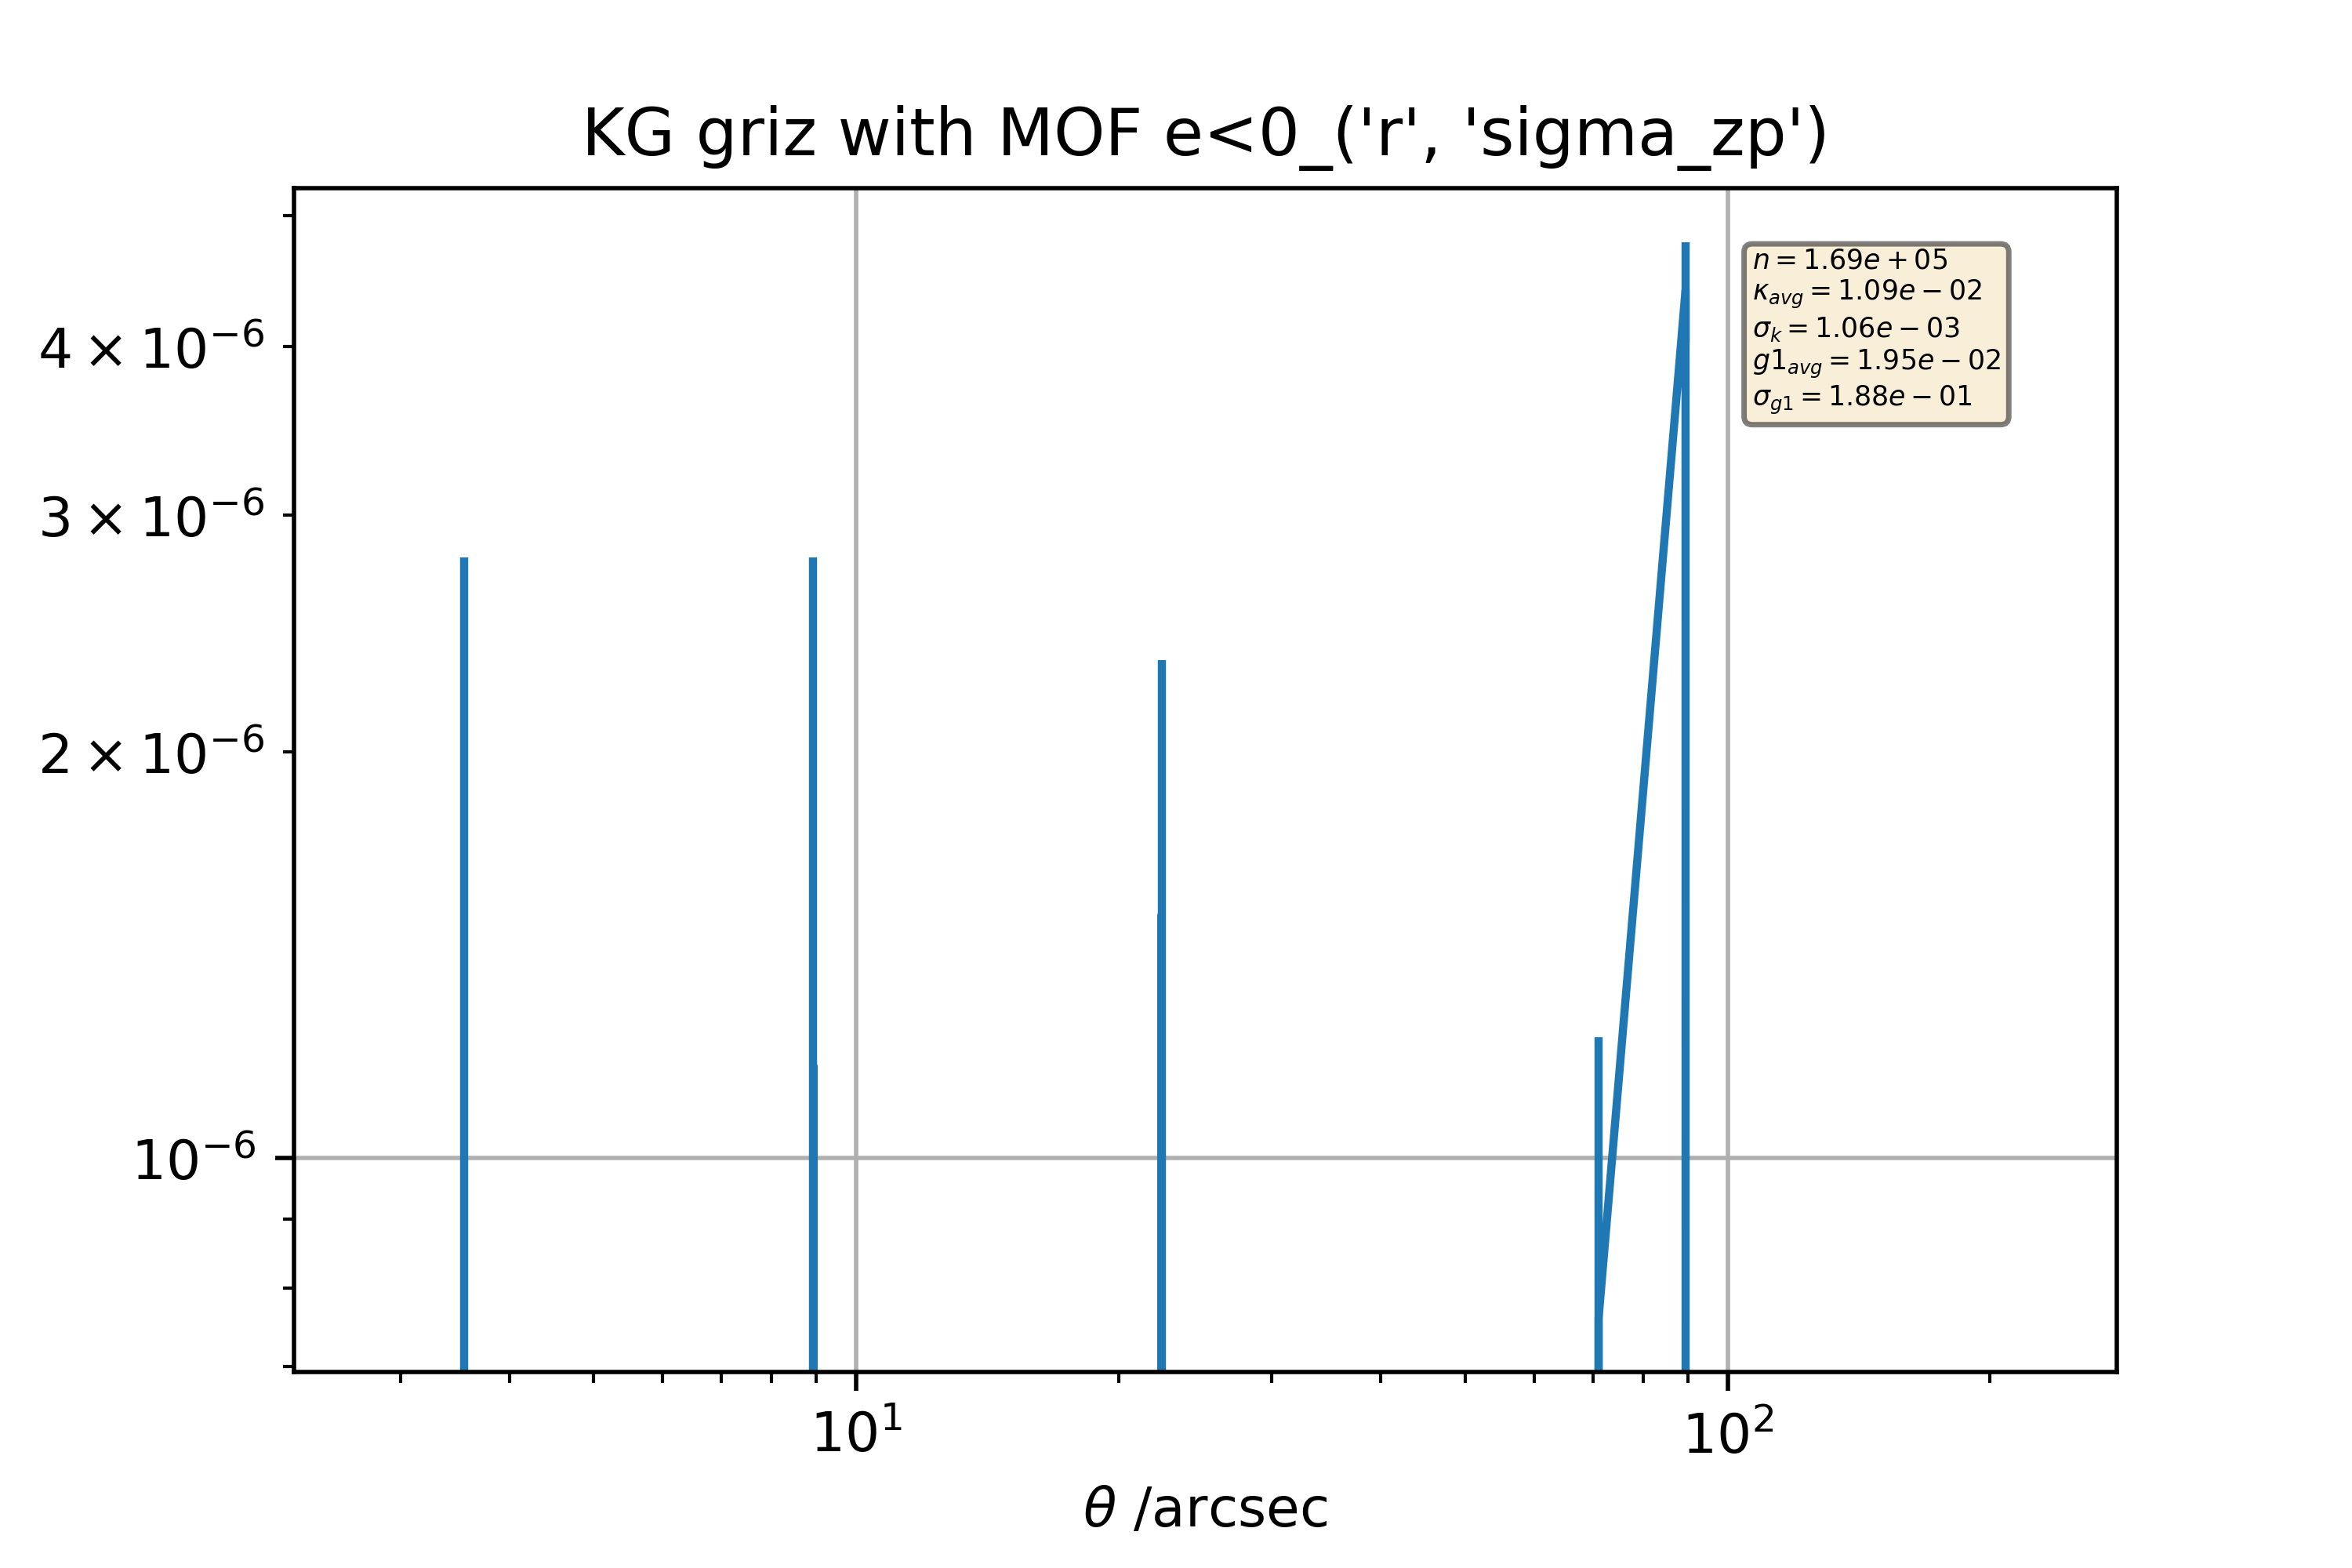 KG griz with MOF e<0_('r', 'sigma_zp')
n = 1.69e + 05
κ_avg = 1.09e − 02
σ_k = 1.06e − 03
g1_avg = 1.95e − 02
σ_g1 = 1.88e − 01
4 × 10⁻⁶
3 × 10⁻⁶
2 × 10⁻⁶
10⁻⁶
10¹ 10²
θ /arcsec